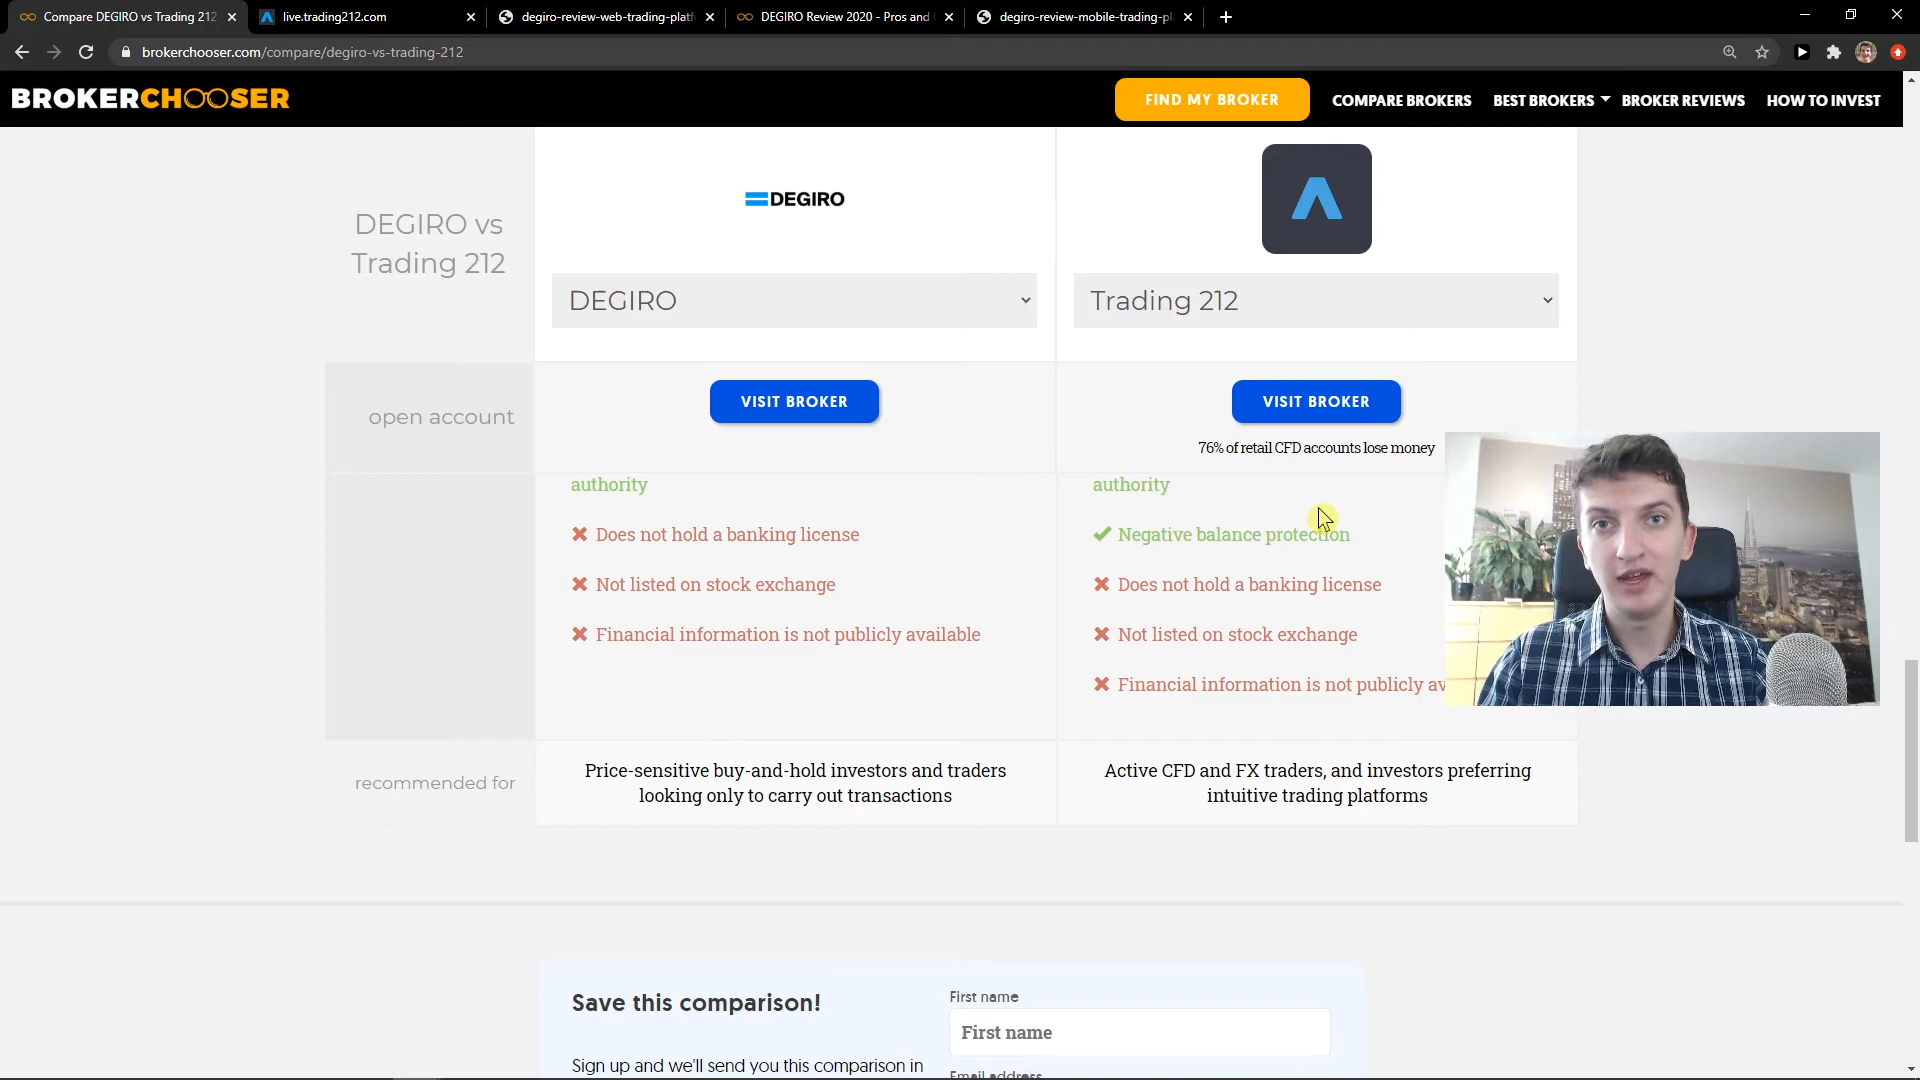 Compare DEGIRO vs Trading 212
live.trading212.com
degiro-review-web-trading-platf
DEGIRO Review 2020 - Pros and
degiro-review-mobile-trading-pl
brokerchooser.com/compare/degiro-vs-trading-212
BROKERCHOOSER
FIND MY BROKER
COMPARE BROKERS
BEST BROKERS
BROKER REVIEWS
HOW TO INVEST
DEGIRO vs
Trading 212
DEGIRO
DEGIRO
Trading 212
open account
VISIT BROKER
VISIT BROKER
76% of retail CFD accounts lose money
authority
Does not hold a banking license
Not listed on stock exchange
Financial information is not publicly available
authority
Negative balance protection
Does not hold a banking license
Not listed on stock exchange
Financial information is not publicly av
recommended for
Price-sensitive buy-and-hold investors and traders
looking only to carry out transactions
Active CFD and FX traders, and investors preferring
intuitive trading platforms
Save this comparison!
Sign up and we'll send you this comparison in
First name
First name
Email address